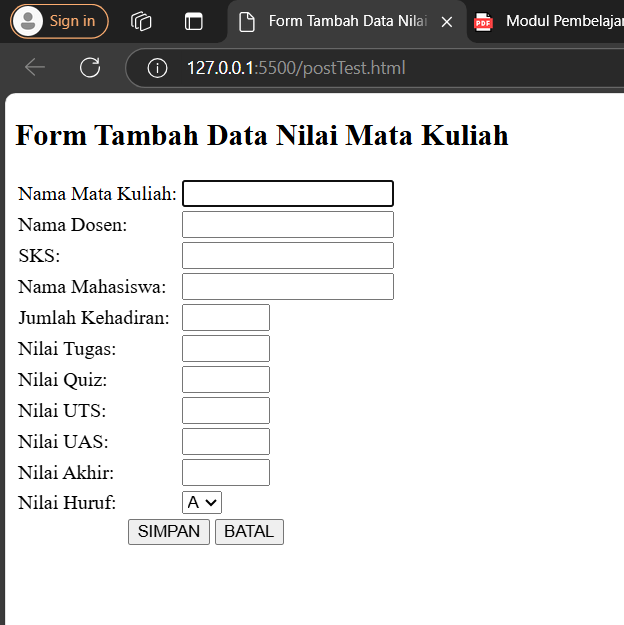 Sign in
Form Tambah Data Nilai
PDF Modul Pembelajar
127.0.0.1:5500/postTest.html
Form Tambah Data Nilai Mata Kuliah
Nama Mata Kuliah:
Nama Dosen:
SKS:
Nama Mahasiswa:
Jumlah Kehadiran:
Nilai Tugas:
Nilai Quiz:
Nilai UTS:
Nilai UAS:
Nilai Akhir:
Nilai Huruf: A
SIMPAN BATAL